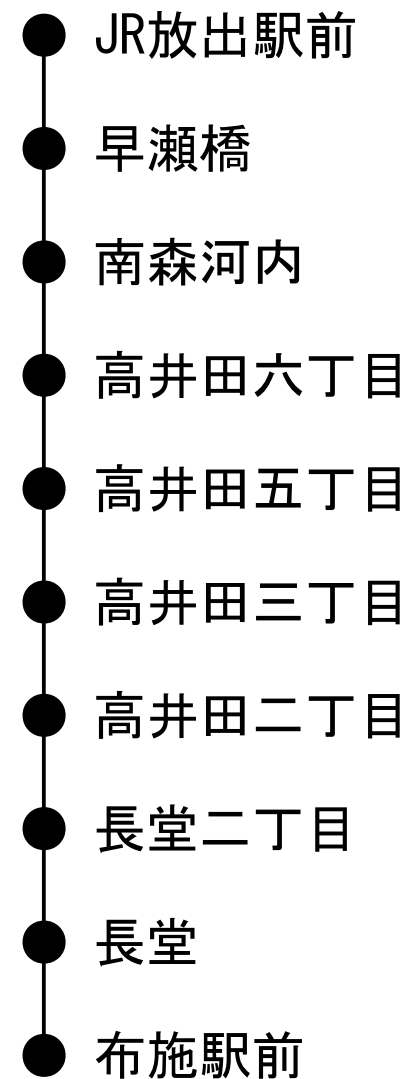 JR放出駅前
早瀬橋
南森河内
高井田六丁目
高井田五丁目
高井田三丁目
高井田二丁目
長堂二丁目
長堂
布施駅前